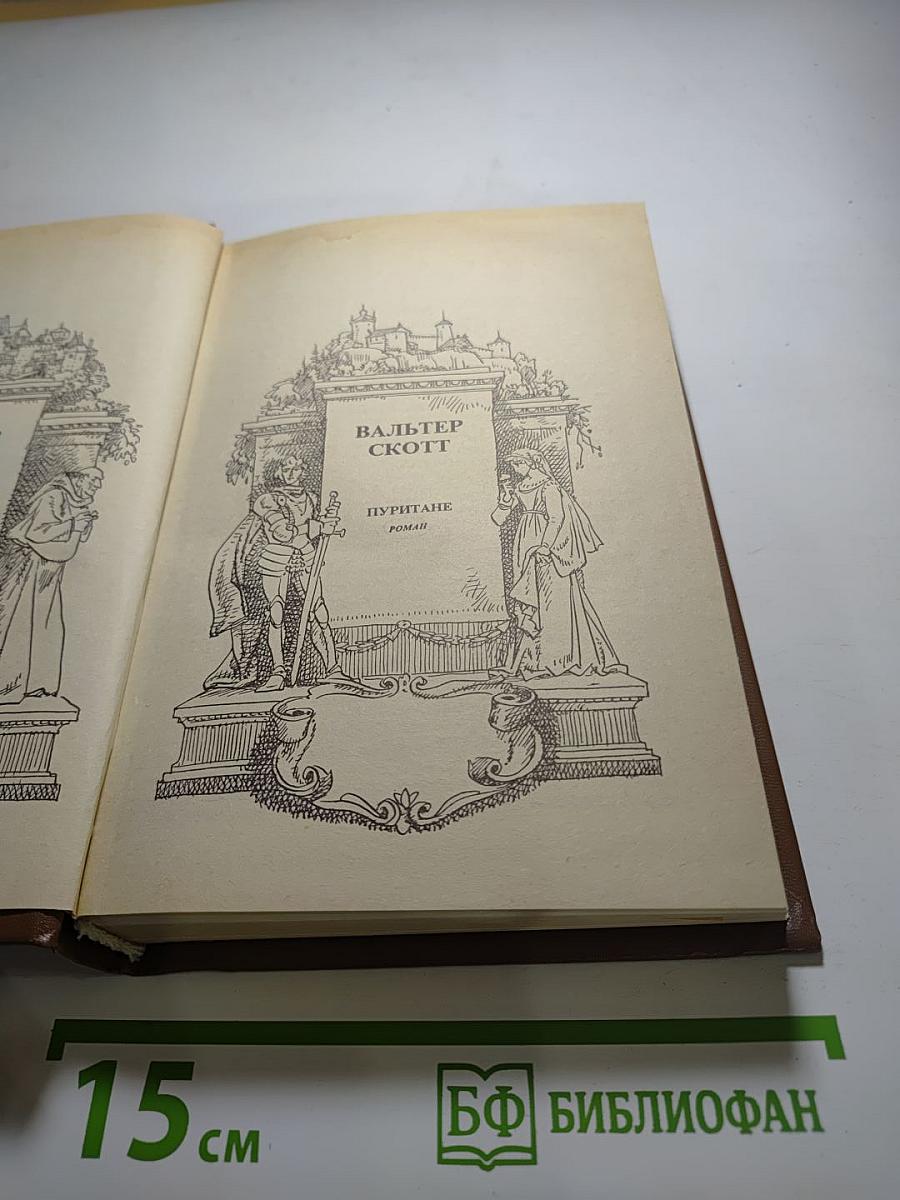 ВАЛЬТЕР
СКОТТ
ПУРИТАНЕ
РОМАН
15 см
БФ БИБЛИОФАН